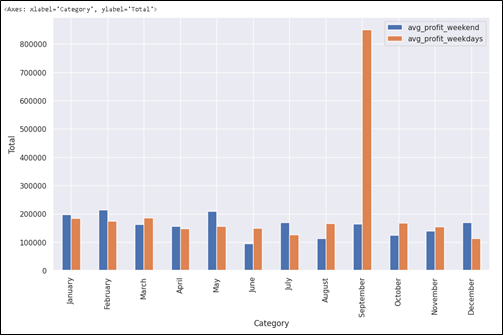 <Axes: xlabel='Category', ylabel='Total'>
avg_profit_weekend
avg_profit_weekdays
800000
700000
600000
500000
400000
300000
200000
100000
0
Total
January
February
March
April
May
June
July
August
September
October
November
December
Category